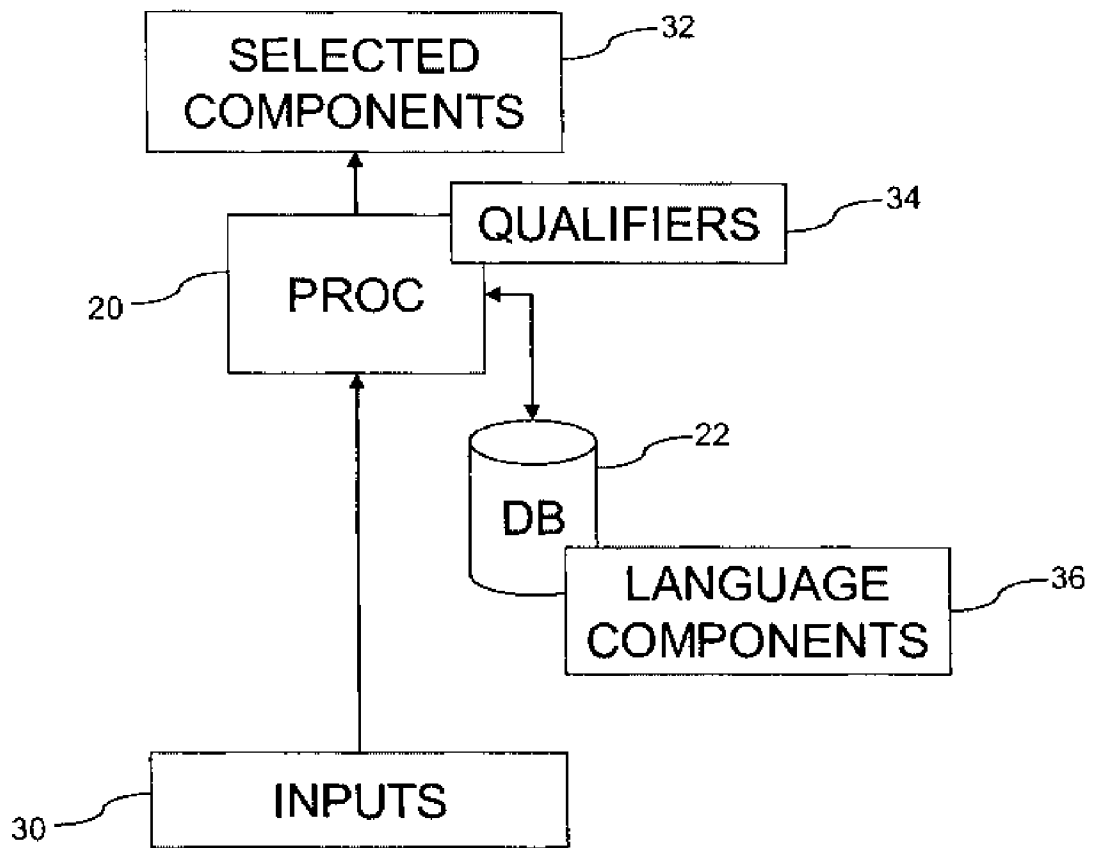 32
SELECTED
COMPONENTS
34
QUALIFIERS
20
PROC
22
DB
36
LANGUAGE
COMPONENTS
INPUTS
30